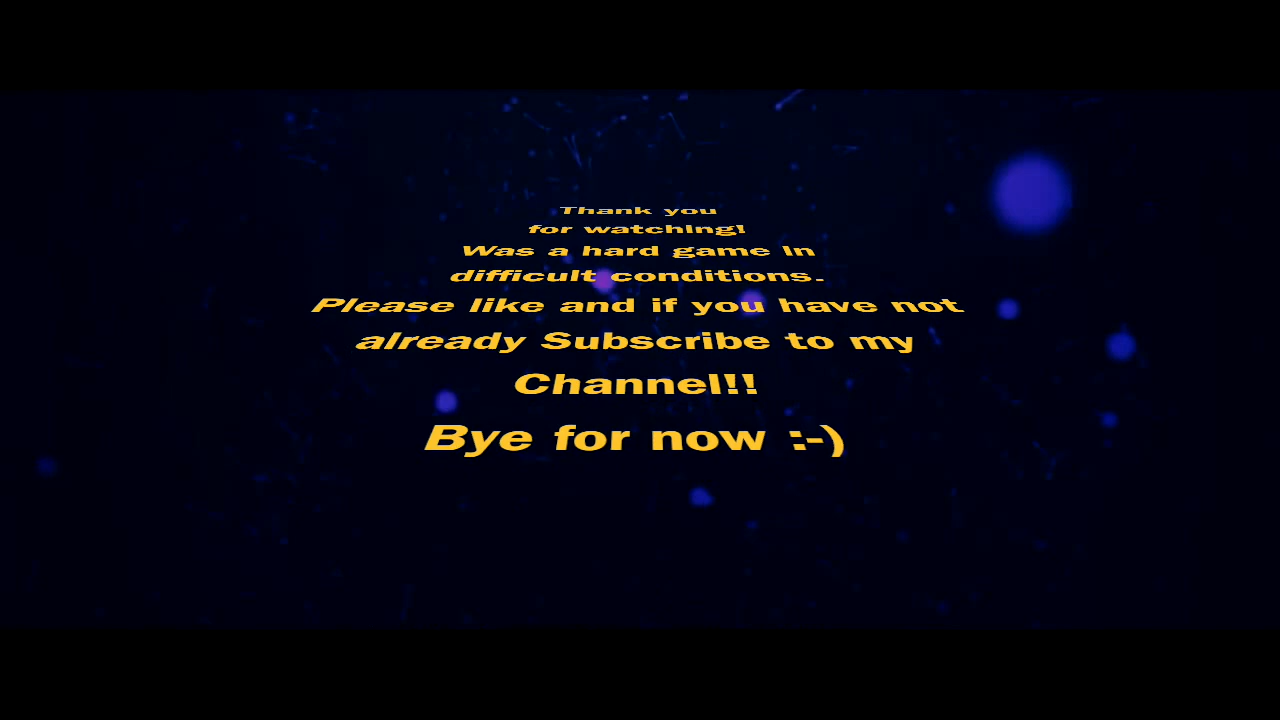 Thank you
for watching!
Was a hard game in
difficult conditions.
Please like and if you have not
already Subscribe to my
Channel!!
Bye for now :-)